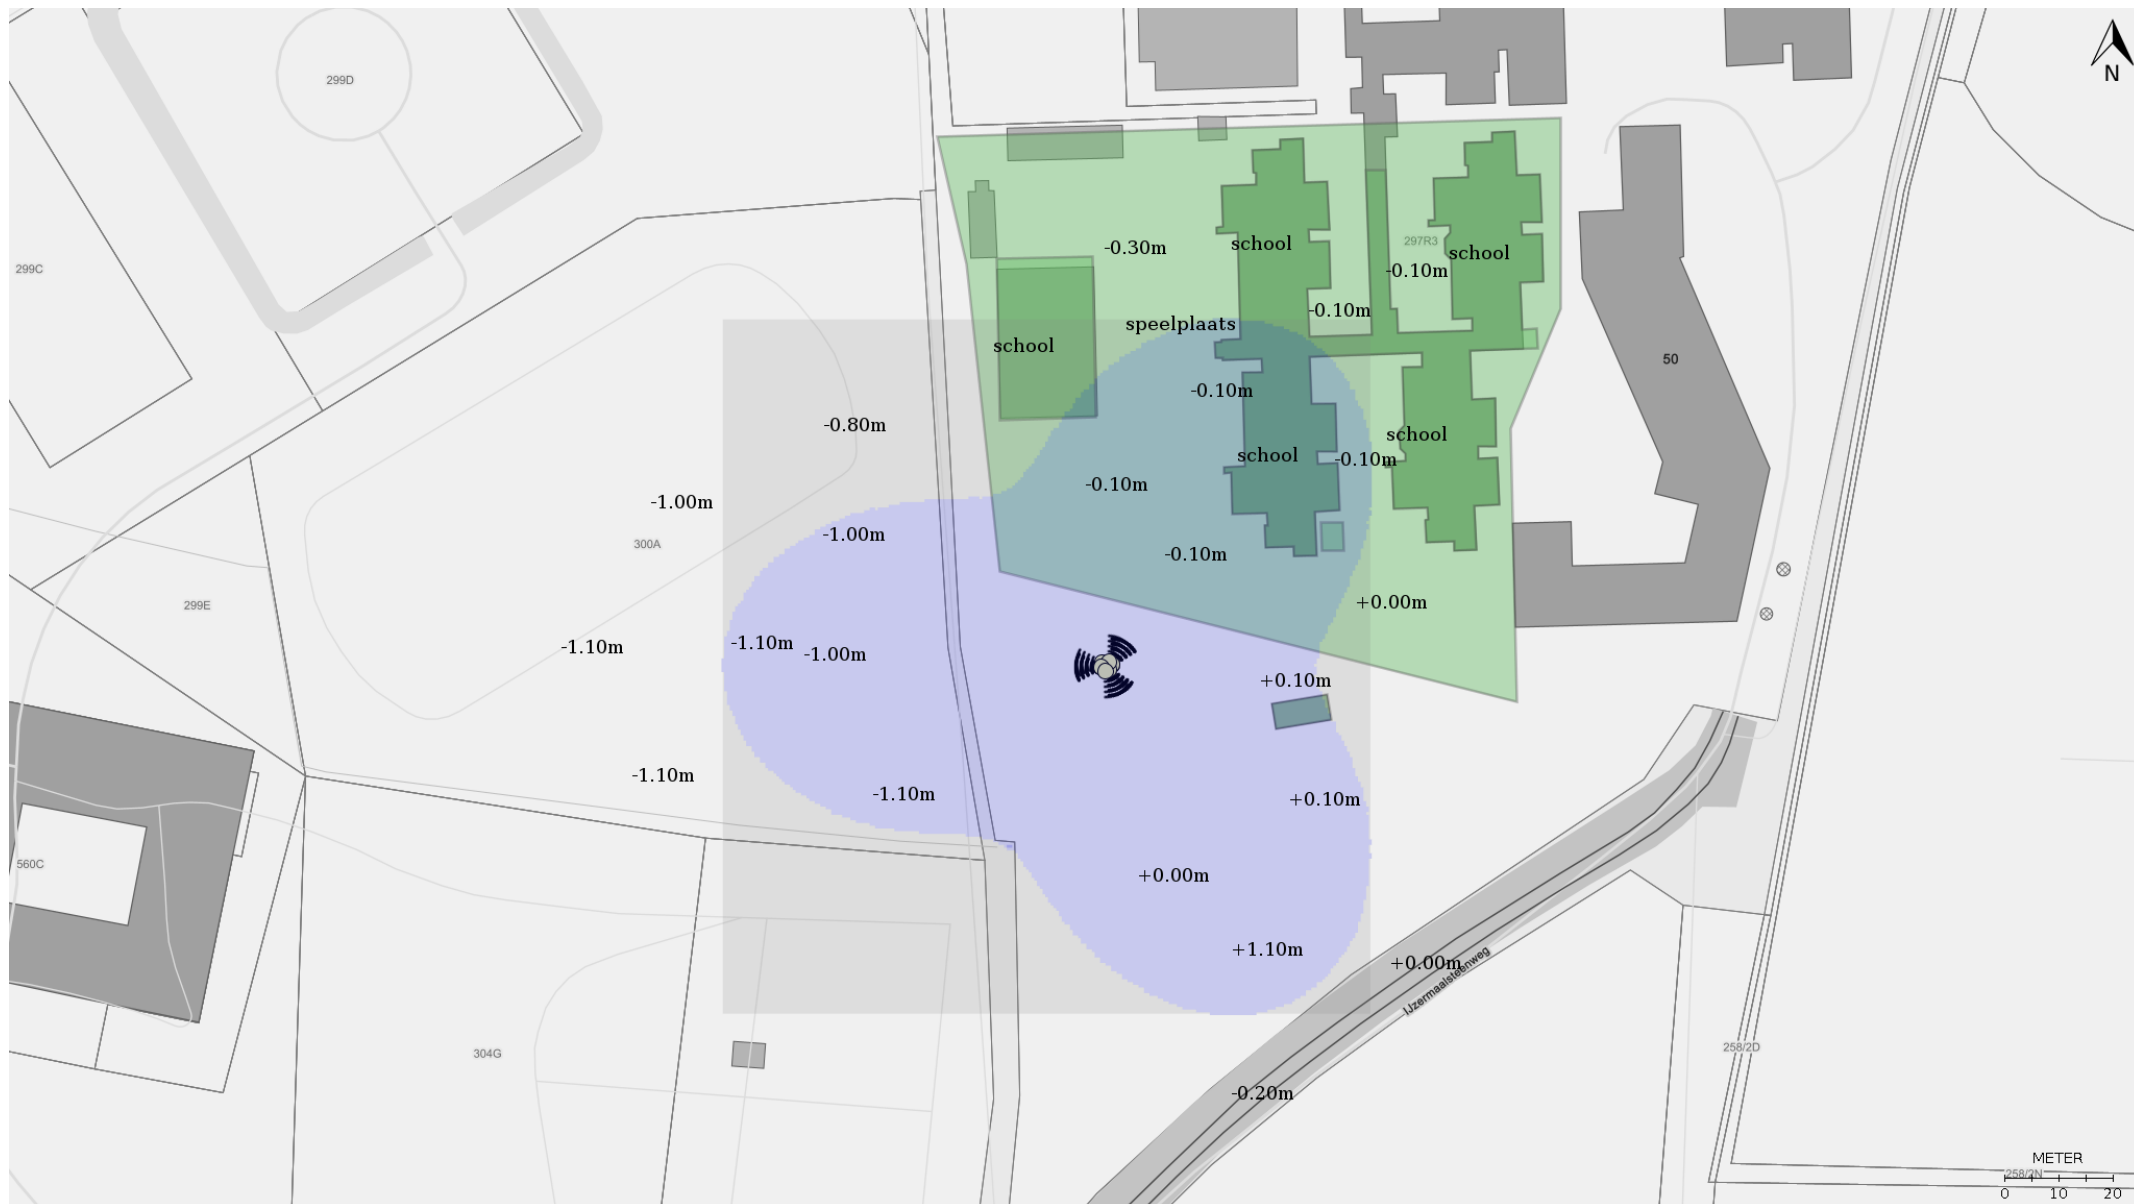 299D
N
299C
-0.30m
school
297R3
school
-0.10m
-0.10m
speelplaats
school
50
-0.10m
-0.80m
school
school
-0.10m
-0.10m
-1.00m
-1.00m
300A
-0.10m
299E
+0.00m
-1.10m
-1.10m
-1.00m
+0.10m
-1.10m
-1.10m
+0.10m
560C
+0.00m
+1.10m
+0.00m
IJzermaalsteenweg
304G
258/2D
-0.20m
METER
258/2N
0 10 20